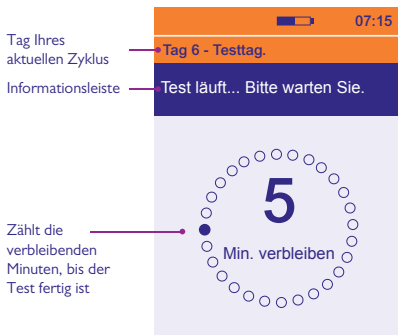 07:15
Tag Ihres
aktuellen Zyklus
Tag 6 - Testtag.
Informationsleiste
Test läuft... Bitte warten Sie.
5
Min. verbleiben
Zählt die
verbleibenden
Minuten, bis der
Test fertig ist